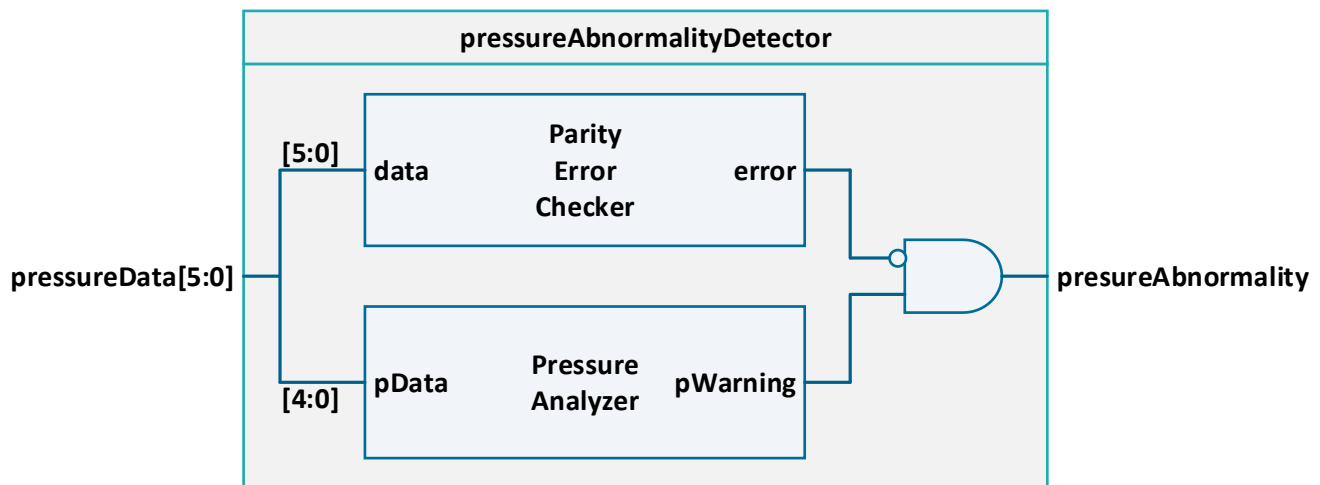 pressureAbnormalityDetector
[5:0]
data
Parity
Error
Checker
error
pressureData[5:0]
presureAbnormality
[4:0]
pData
Pressure
Analyzer
pWarning